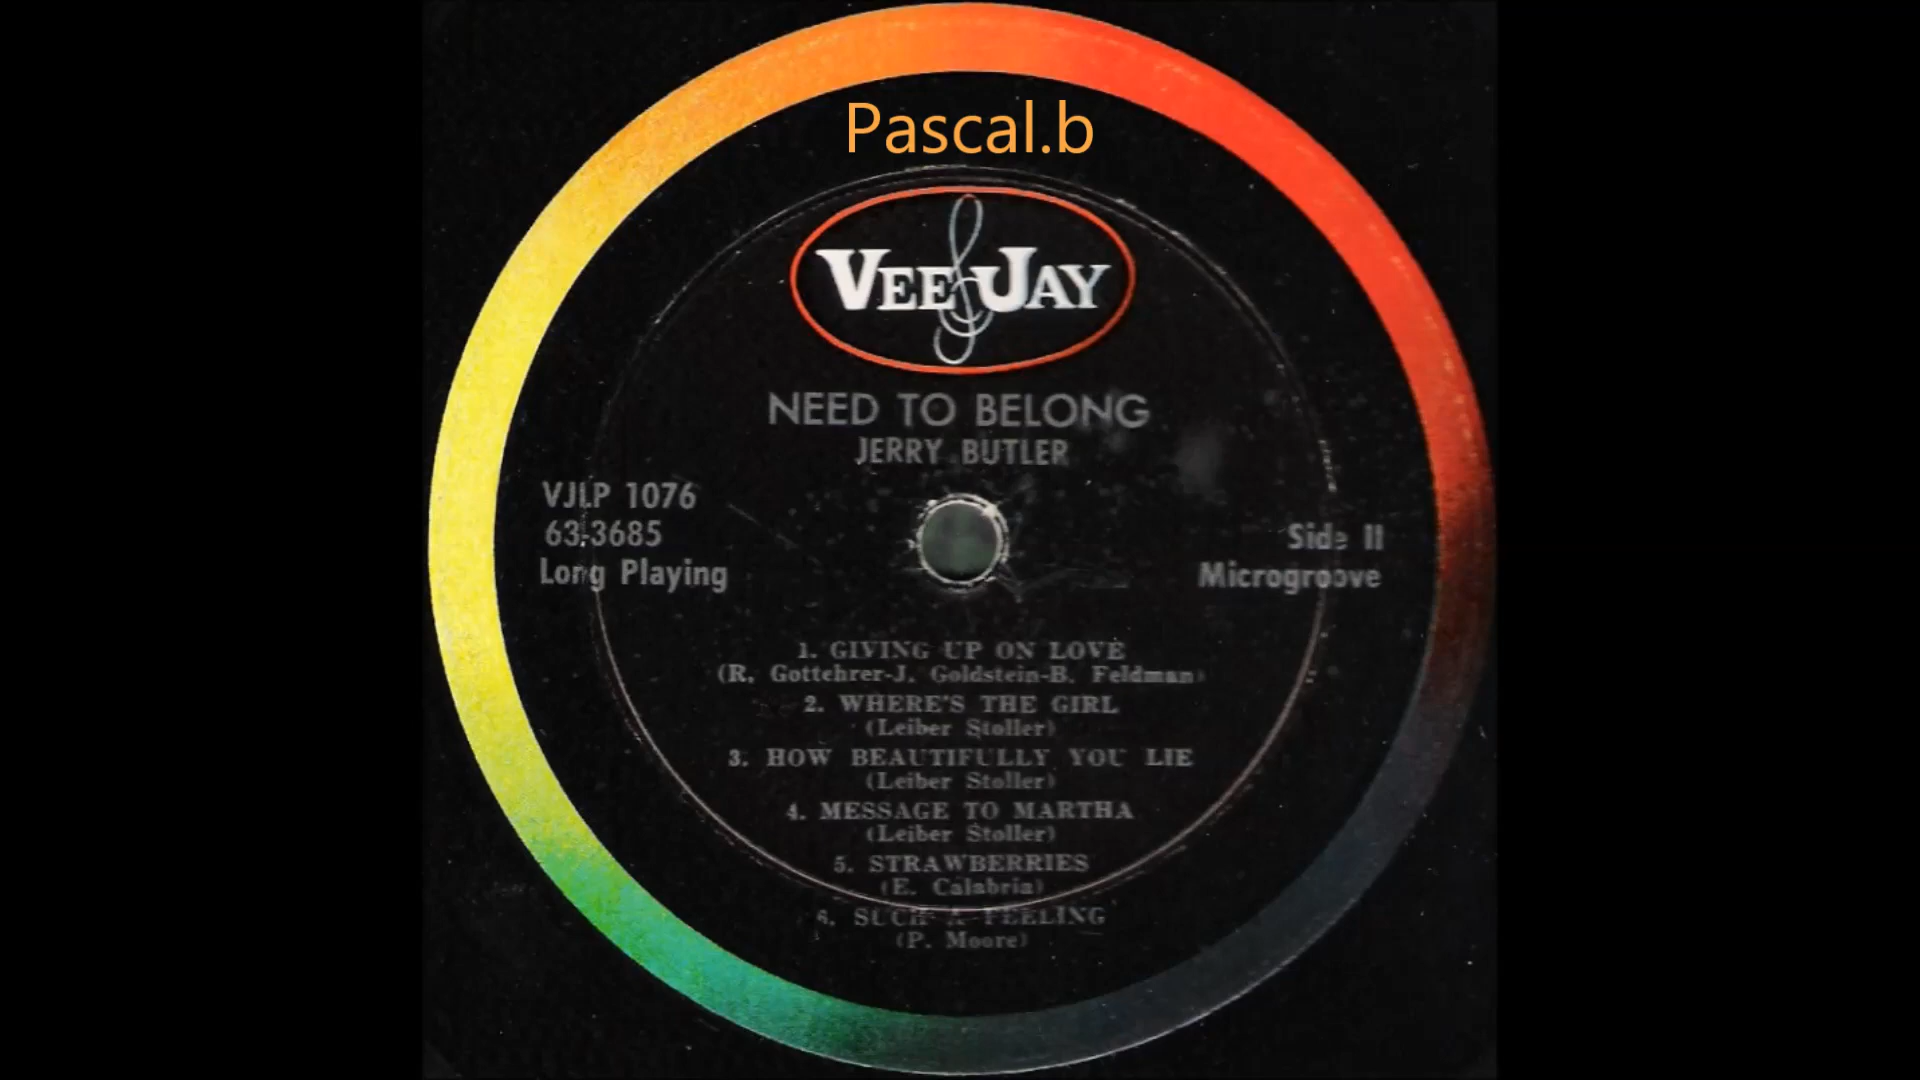 Pascal.b
VEE JAY
NEED TO BELONG
JERRY BUTLER
VJLP 1076
63-3685
Long Playing
Side II
Microgroove
1. GIVING UP ON LOVE
(R. Gottehrer-J. Goldstein-B. Feldman)
2. WHERE'S THE GIRL
(Leiber Stoller)
3. HOW BEAUTIFULLY YOU LIE
(Leiber Stoller)
4. MESSAGE TO MARTHA
(Leiber Stoller)
5. STRAWBERRIES
(E. Calabria)
6. SUCH A FEELING
(P. Moore)